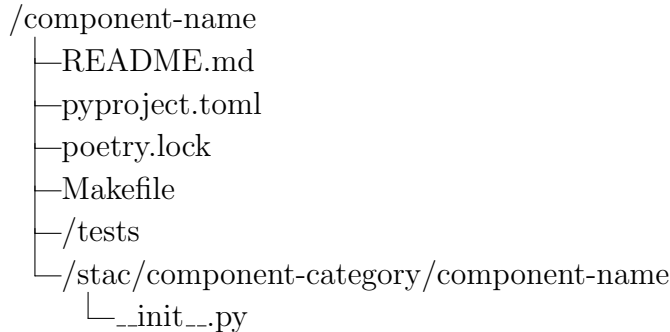 /component-name
README.md
pyproject.toml
poetry.lock
Makefile
/tests
/stac/component-category/component-name
__init__.py